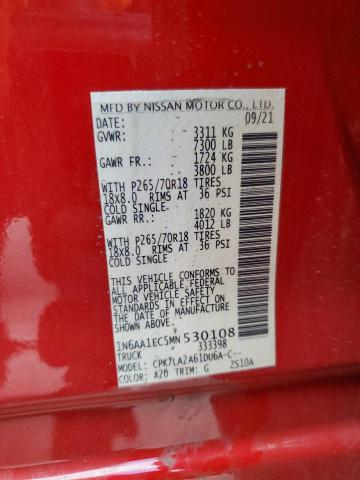 MFD BY NISSAN MOTOR CO., LTD.
DATE: 09/21
GVWR: - 3311 KG
- 7300 LB
GAWR FR: - 1724 KG
- 3800 LB
WITH P265/70R18 TIRES
18X8.0 RIMS AT 36 PSI
COLD SINGLE-
GAWR RR: - 1820 KG
- 4012 LB
WITH P265/70R18 TIRES
18X8.0 RIMS AT 36 PSI
COLD SINGLE-
THIS VEHICLE CONFORMS TO
ALL APPLICABLE FEDERAL
MOTOR VEHICLE SAFETY
STANDARDS IN EFFECT ON
THE DATE OF MANUFACTURE
SHOWN ABOVE.
1N6AA1EC5MN530108
TRUCK 333398
MODEL: CPK7LA2A61DU6A-C--
COLOR: A20 TRIM: G ZS10A